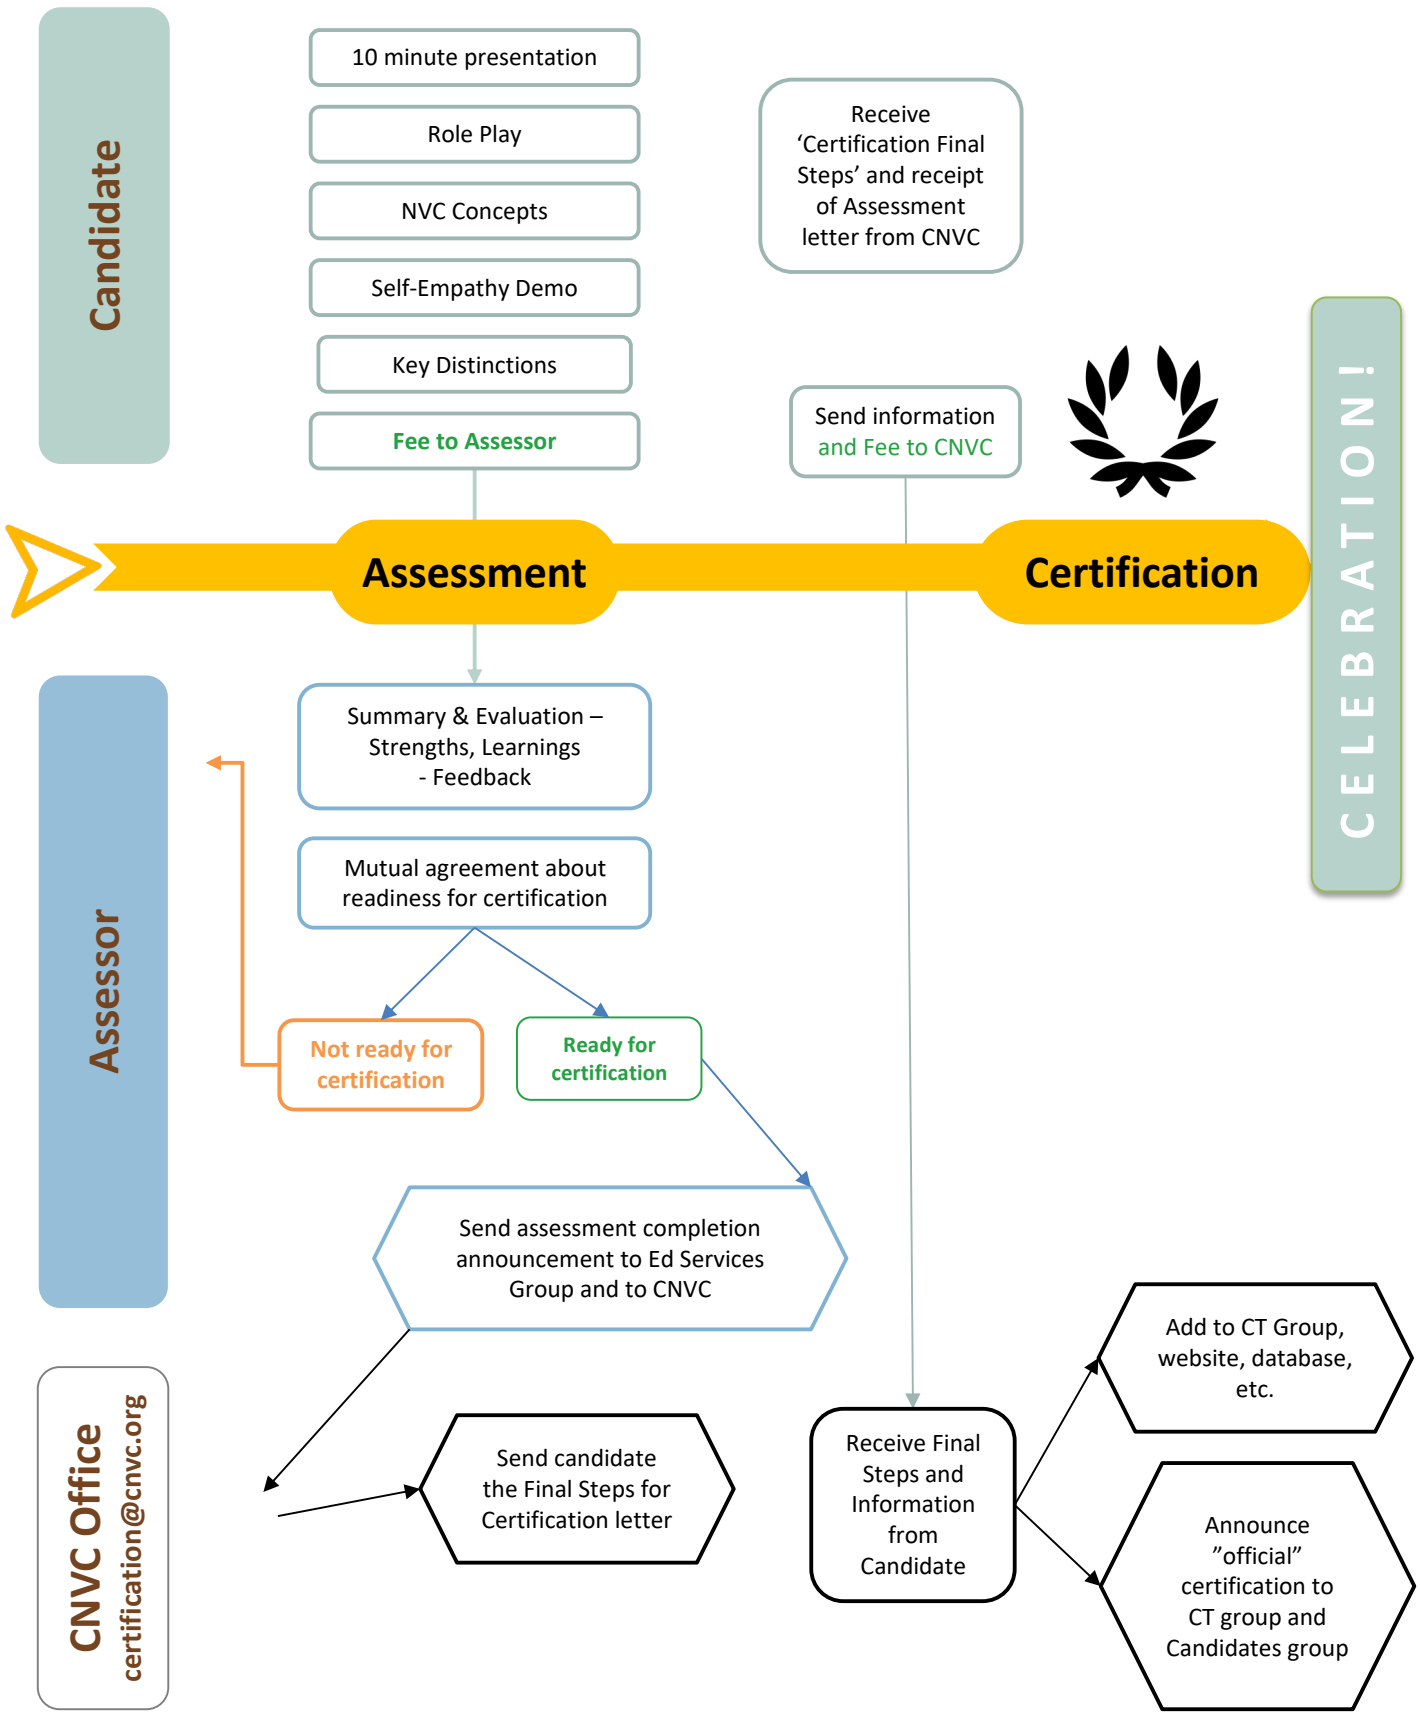 Candidate
10 minute presentation
Role Play
NVC Concepts
Self-Empathy Demo
Key Distinctions
Fee to Assessor
Receive
‘Certification Final
Steps’ and receipt
of Assessment
letter from CNVC
Send information
and Fee to CNVC
Assessment
Certification
CELEBRATION!
Assessor
Summary & Evaluation –
Strengths, Learnings
- Feedback
Mutual agreement about
readiness for certification
Not ready for
certification
Ready for
certification
Send assessment completion
announcement to Ed Services
Group and to CNVC
CNVC Office
certification@cnvc.org
Send candidate
the Final Steps for
Certification letter
Receive Final
Steps and
Information
from
Candidate
Add to CT Group,
website, database,
etc.
Announce
”official”
certification to
CT group and
Candidates group